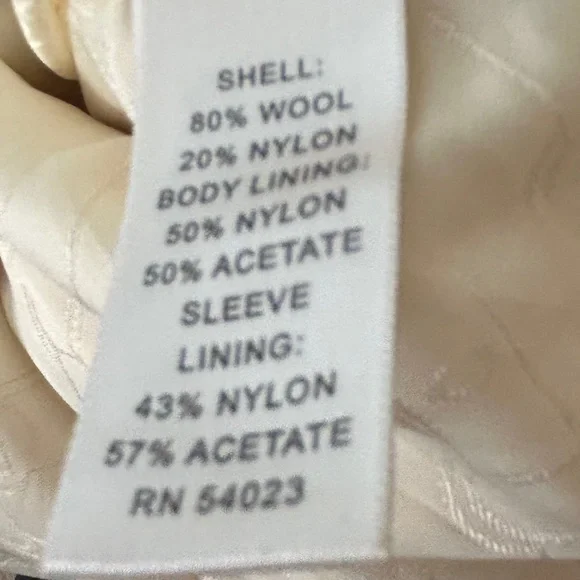 SHELL:
80% WOOL
20% NYLON
BODY LINING:
50% NYLON
50% ACETATE
SLEEVE
LINING:
43% NYLON
57% ACETATE
RN 54023